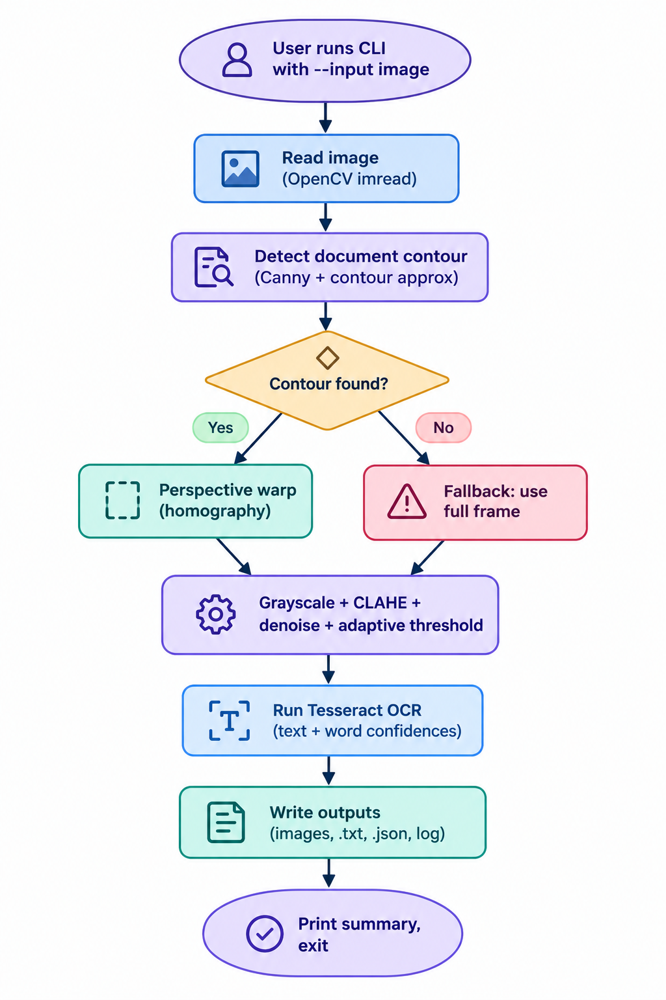 User runs CLI
with --input image
Read image
(OpenCV imread)
Detect document contour
(Canny + contour approx)
Contour found?
Yes
No
Perspective warp
(homography)
Fallback: use
full frame
Grayscale + CLAHE +
denoise + adaptive threshold
Run Tesseract OCR
(text + word confidences)
Write outputs
(images, .txt, .json, log)
Print summary,
exit